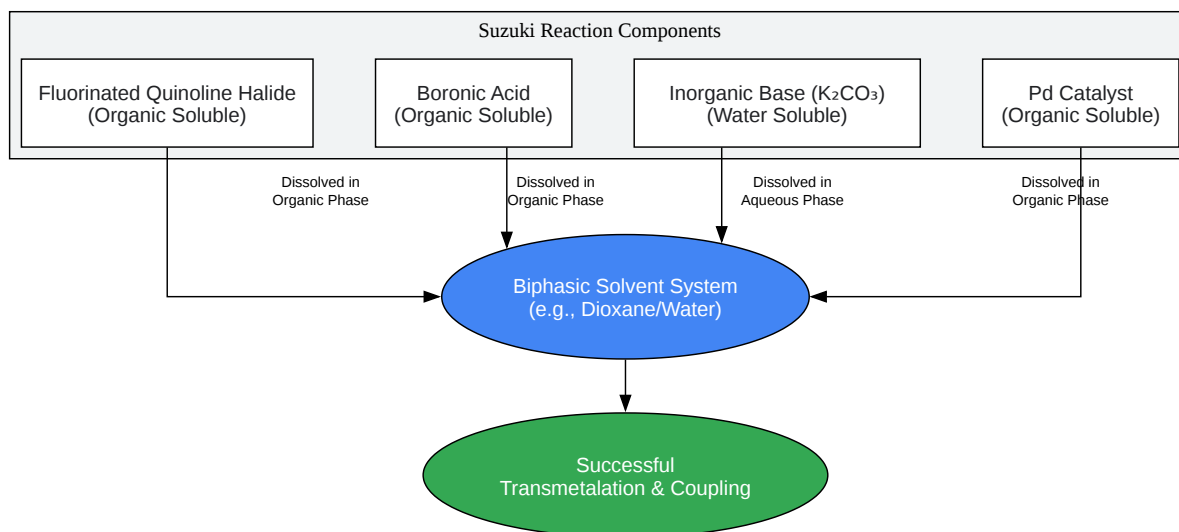 Suzuki Reaction Components
Fluorinated Quinoline Halide
(Organic Soluble)
Boronic Acid
(Organic Soluble)
Inorganic Base (K₂CO₃)
(Water Soluble)
Pd Catalyst
(Organic Soluble)
Dissolved in
Organic Phase
Dissolved in
Organic Phase
Dissolved in
Aqueous Phase
Dissolved in
Organic Phase
Biphasic Solvent System
(e.g., Dioxane/Water)
Successful
Transmetalation & Coupling